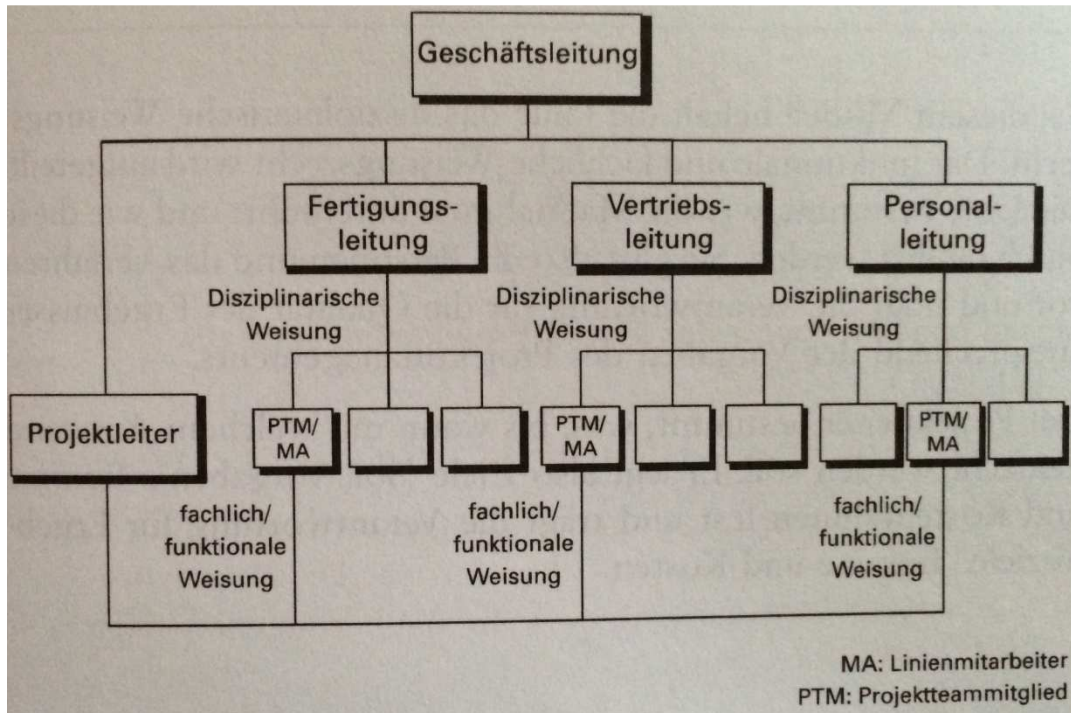 Geschäftsleitung
Fertigungs-
leitung
Vertriebs-
leitung
Personal-
leitung
Disziplinarische
Weisung
Disziplinarische
Weisung
Disziplinarische
Weisung
Projektleiter
PTM/
MA
PTM/
MA
PTM/
MA
fachlich/
funktionale
Weisung
fachlich/
funktionale
Weisung
fachlich/
funktionale
Weisung
MA: Linienmitarbeiter
PTM: Projektteammitglied